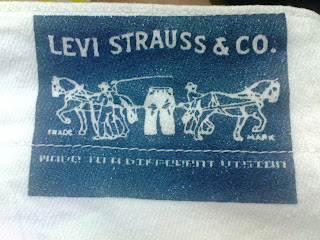 LEVI STRAUSS & CO.
TRADE MARK
MADE TO A DIFFERENT VISION